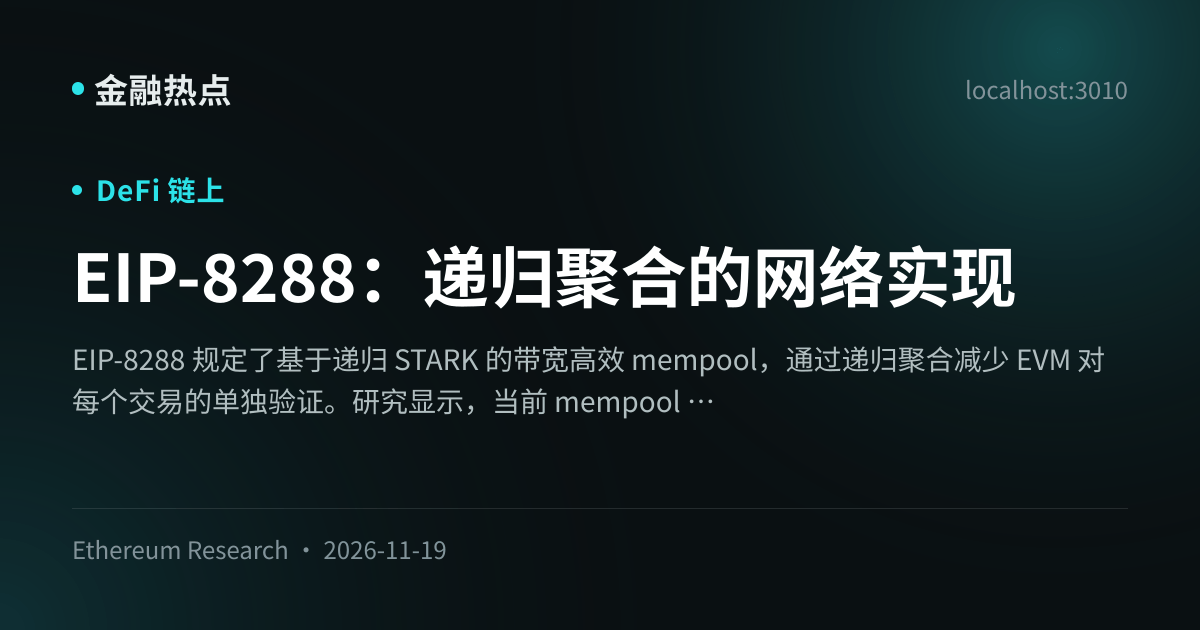 金融热点
localhost:3010
DeFi 链上
EIP-8288：递归聚合的网络实现
EIP-8288 规定了基于递归 STARK 的带宽高效 mempool，通过递归聚合减少 EVM 对
每个交易的单独验证。研究显示，当前 mempool …
Ethereum Research · 2026-11-19